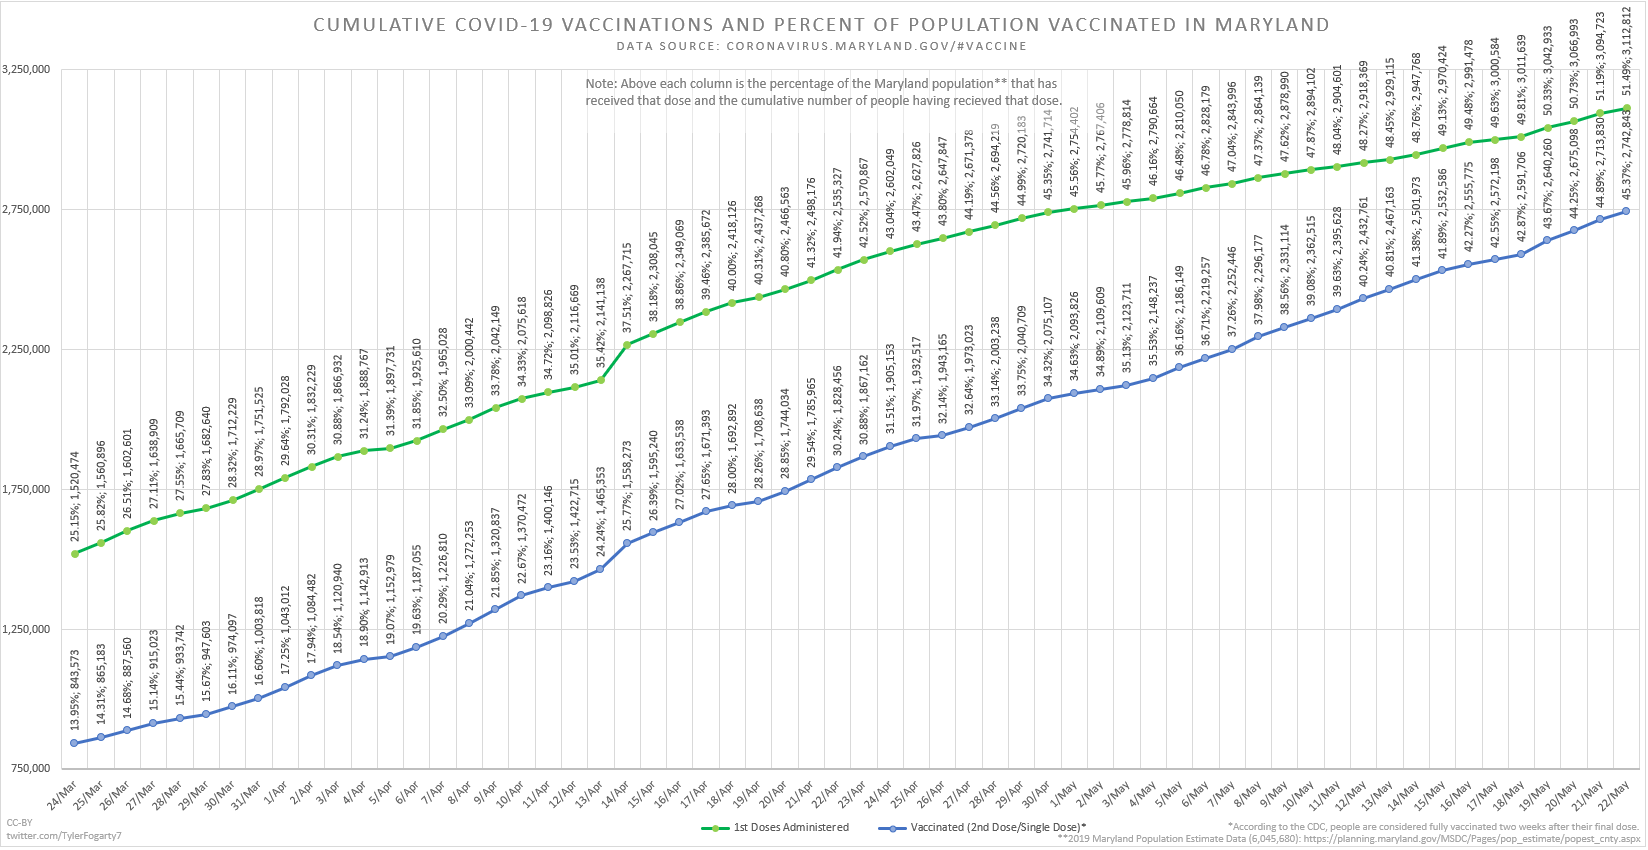 CUMULATIVE COVID-19 VACCINATIONS AND PERCENT OF POPULATION VACCINATED IN MARYLAND
DATA SOURCE: CORONAVIRUS.MARYLAND.GOV/#VACCINE
Note: Above each column is the percentage of the Maryland population** that has
received that dose and the cumulative number of people having recieved that dose.
3,250,000
2,750,000
2,250,000
1,750,000
1,250,000
750,000
25.15%; 1,520,474
25.82%; 1,560,896
26.51%; 1,602,601
27.11%; 1,638,909
27.55%; 1,665,709
27.83%; 1,682,640
28.32%; 1,712,229
28.97%; 1,751,525
29.64%; 1,792,028
30.31%; 1,832,229
30.88%; 1,866,932
31.24%; 1,888,767
31.39%; 1,897,731
31.85%; 1,925,610
32.50%; 1,965,028
33.09%; 2,000,442
33.78%; 2,042,149
34.33%; 2,075,618
34.72%; 2,098,826
35.01%; 2,116,669
35.42%; 2,141,138
37.51%; 2,267,715
38.18%; 2,308,045
38.86%; 2,349,069
39.46%; 2,385,672
40.00%; 2,418,126
40.31%; 2,437,268
40.80%; 2,466,563
41.32%; 2,498,176
41.94%; 2,535,327
42.52%; 2,570,867
43.04%; 2,602,049
43.47%; 2,627,826
43.80%; 2,647,847
44.19%; 2,671,378
44.56%; 2,694,219
44.99%; 2,720,183
45.35%; 2,741,714
45.56%; 2,754,402
45.77%; 2,767,406
45.96%; 2,778,814
46.16%; 2,790,664
46.48%; 2,810,050
46.78%; 2,828,179
47.04%; 2,843,996
47.37%; 2,864,139
47.62%; 2,878,990
47.87%; 2,894,102
48.04%; 2,904,601
48.27%; 2,918,369
48.45%; 2,929,115
48.76%; 2,947,768
49.13%; 2,970,424
49.48%; 2,991,478
49.63%; 3,000,584
49.81%; 3,011,639
50.33%; 3,042,933
50.73%; 3,066,993
51.19%; 3,094,723
51.49%; 3,112,812
13.95%; 843,573
14.31%; 865,183
14.68%; 887,560
15.14%; 915,023
15.44%; 933,742
15.67%; 947,603
16.11%; 974,097
16.60%; 1,003,818
17.25%; 1,043,012
17.94%; 1,084,482
18.54%; 1,120,940
18.90%; 1,142,913
19.07%; 1,152,979
19.63%; 1,187,055
20.29%; 1,226,810
21.04%; 1,272,253
21.85%; 1,320,837
22.67%; 1,370,472
23.16%; 1,400,146
23.53%; 1,422,715
24.24%; 1,465,353
25.77%; 1,558,273
26.39%; 1,595,240
27.02%; 1,633,538
27.65%; 1,671,393
28.00%; 1,692,892
28.26%; 1,708,638
28.85%; 1,744,034
29.54%; 1,785,965
30.24%; 1,828,456
30.88%; 1,867,162
31.51%; 1,905,153
31.97%; 1,932,517
32.14%; 1,943,165
32.64%; 1,973,023
33.14%; 2,003,238
33.75%; 2,040,709
34.32%; 2,075,107
34.63%; 2,093,826
34.89%; 2,109,609
35.13%; 2,123,711
35.53%; 2,148,237
36.16%; 2,186,149
36.71%; 2,219,257
37.26%; 2,252,446
37.98%; 2,296,177
38.56%; 2,331,114
39.08%; 2,362,515
39.63%; 2,395,628
40.24%; 2,432,761
40.81%; 2,467,163
41.38%; 2,501,973
41.89%; 2,532,586
42.27%; 2,555,775
42.55%; 2,572,198
42.87%; 2,591,706
43.67%; 2,640,260
44.25%; 2,675,098
44.89%; 2,713,830
45.37%; 2,742,843
24/Mar
25/Mar
26/Mar
27/Mar
28/Mar
29/Mar
30/Mar
31/Mar
1/Apr
2/Apr
3/Apr
4/Apr
5/Apr
6/Apr
7/Apr
8/Apr
9/Apr
10/Apr
11/Apr
12/Apr
13/Apr
14/Apr
15/Apr
16/Apr
17/Apr
18/Apr
19/Apr
20/Apr
21/Apr
22/Apr
23/Apr
24/Apr
25/Apr
26/Apr
27/Apr
28/Apr
29/Apr
30/Apr
1/May
2/May
3/May
4/May
5/May
6/May
7/May
8/May
9/May
10/May
11/May
12/May
13/May
14/May
15/May
16/May
17/May
18/May
19/May
20/May
21/May
22/May
CC-BY
twitter.com/TylerFogarty7
1st Doses Administered
Vaccinated (2nd Dose/Single Dose)*
*According to the CDC, people are considered fully vaccinated two weeks after their final dose.
**2019 Maryland Population Estimate Data (6,045,680): https://planning.maryland.gov/MSDC/Pages/pop_estimate/popest_cnty.aspx